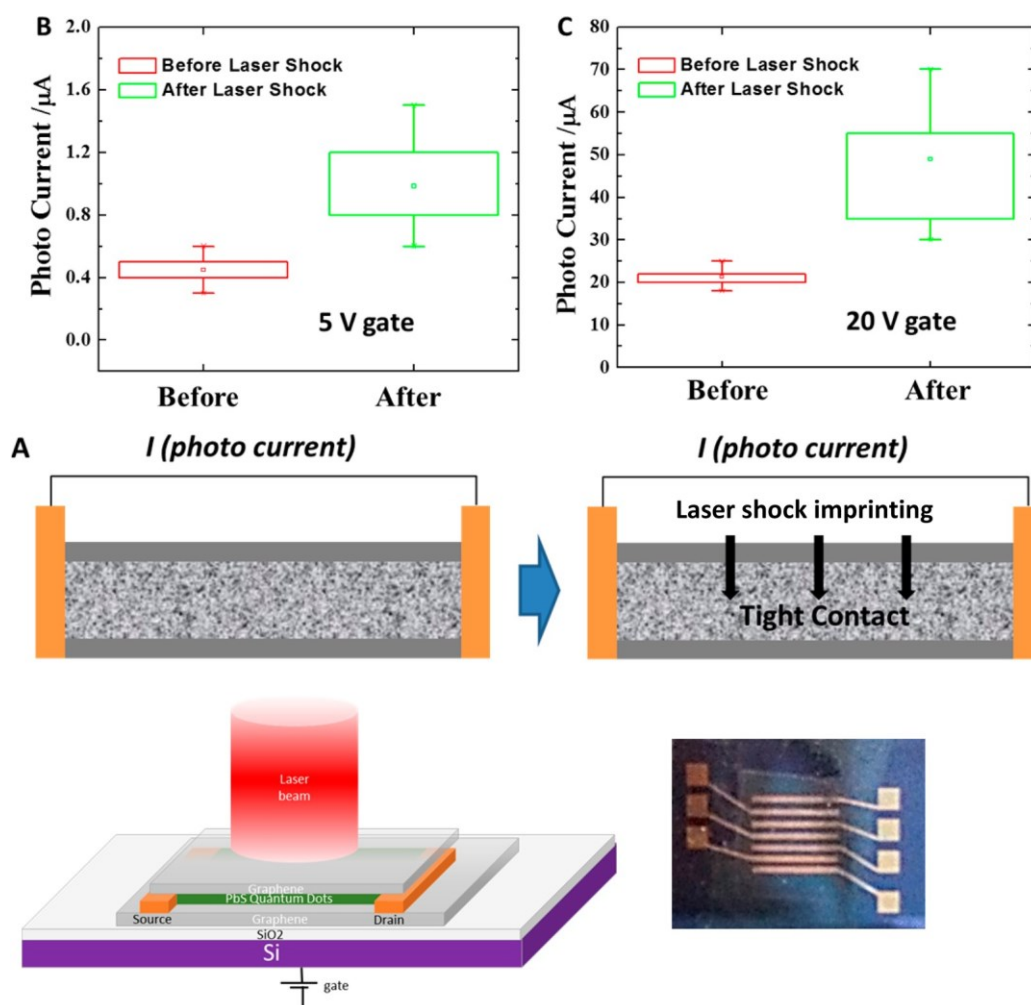 B
2.0
1.6
1.2
0.8
0.4
0.0
Photo Current /μA
Before Laser Shock
After Laser Shock
5 V gate
Before
After
C
80
70
60
50
40
30
20
10
0
Photo Current /μA
Before Laser Shock
After Laser Shock
20 V gate
Before
After
A
I (photo current)
I (photo current)
Laser shock imprinting
Tight Contact
Laser
beam
Graphene
PbS Quantum Dots
Source
Graphene
Drain
SiO2
Si
gate